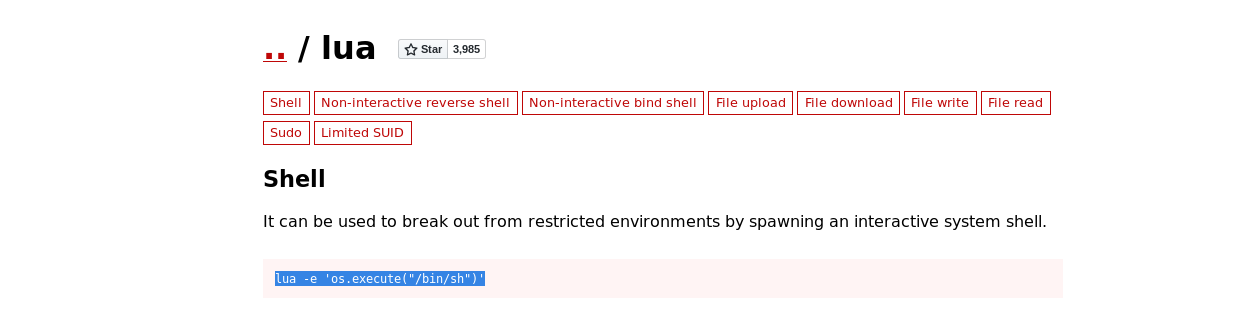 .. / lua Star 3,985
Shell Non-interactive reverse shell Non-interactive bind shell File upload File download File write File read
Sudo Limited SUID
Shell
It can be used to break out from restricted environments by spawning an interactive system shell.
lua -e 'os.execute("/bin/sh")'